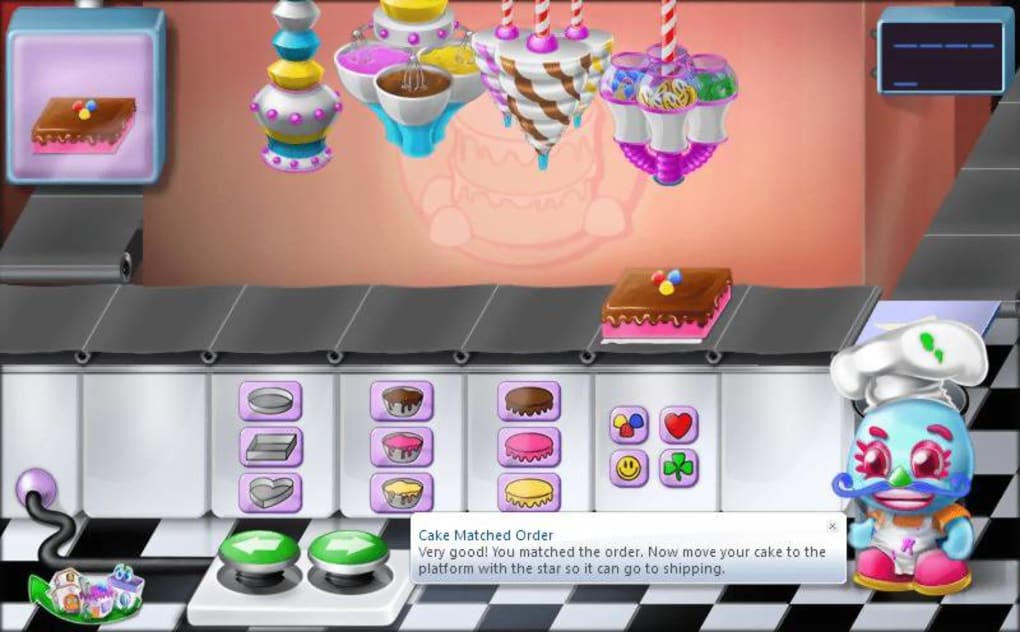 Cake Matched Order
Very good! You matched the order. Now move your cake to the
platform with the star so it can go to shipping.